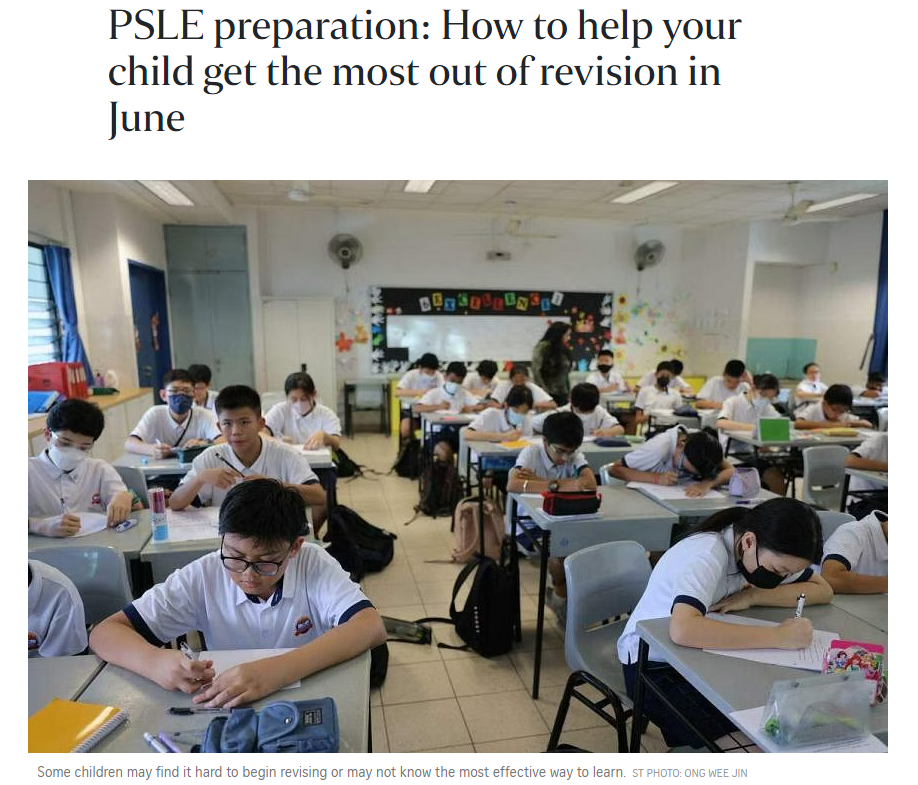 PSLE preparation: How to help your
child get the most out of revision in
June
Some children may find it hard to begin revising or may not know the most effective way to learn. ST PHOTO: ONG WEE JIN